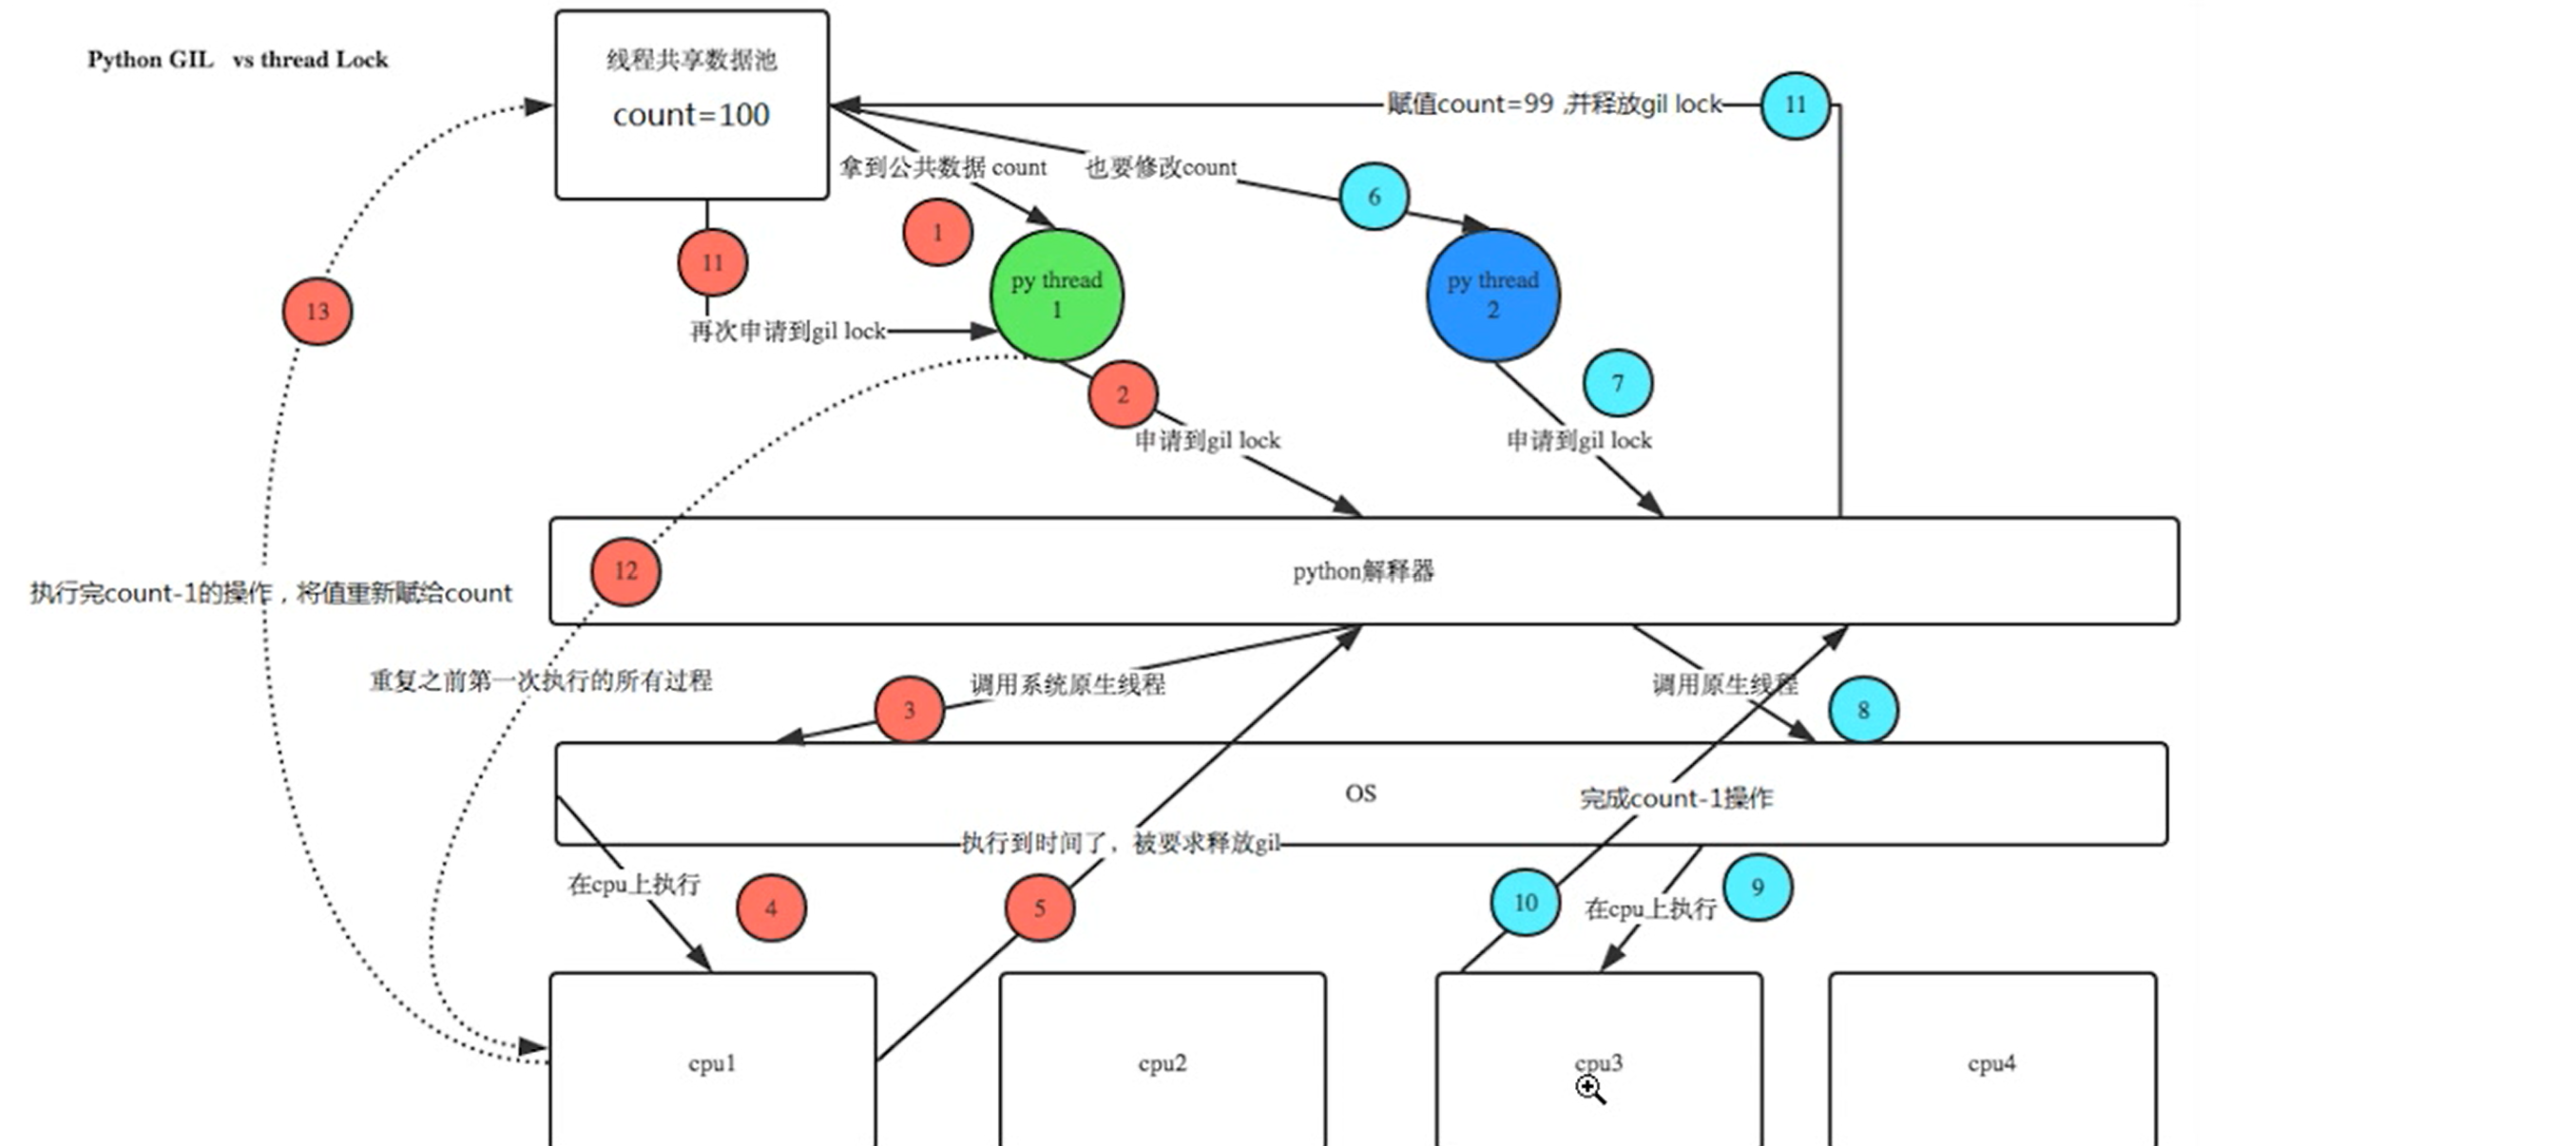 Python GIL vs thread Lock
线程共享数据池
count=100
赋值count=99 ,并释放gil lock
11
拿到公共数据 count
也要修改count
6
1
11
13
py thread
1
py thread
2
再次申请到gil lock
2
7
申请到gil lock
申请到gil lock
12
python解释器
执行完count-1的操作，将值重新赋给count
重复之前第一次执行的所有过程
调用系统原生线程
3
调用原生线程
8
OS
完成count-1操作
执行到时间了，被要求释放gil
在cpu上执行
4
5
10
在cpu上执行
9
cpu1
cpu2
cpu3
cpu4